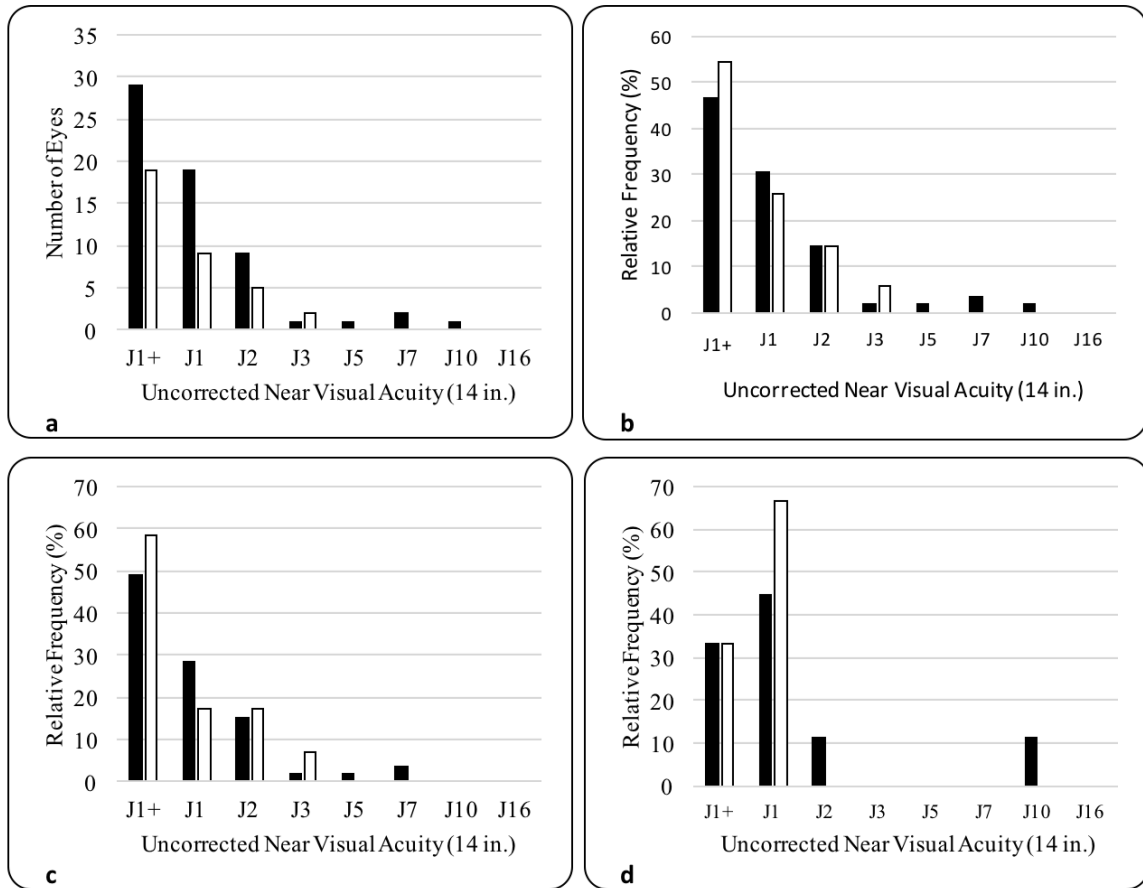 35
30
25
20
15
10
5
0
Number of Eyes
J1+ J1 J2 J3 J5 J7 J10 J16
Uncorrected Near Visual Acuity (14 in.)
a
60
50
40
30
20
10
0
Relative Frequency (%)
J1+ J1 J2 J3 J5 J7 J10 J16
Uncorrected Near Visual Acuity (14 in.)
b
70
60
50
40
30
20
10
0
Relative Frequency (%)
J1+ J1 J2 J3 J5 J7 J10 J16
Uncorrected Near Visual Acuity (14 in.)
c
70
60
50
40
30
20
10
0
Relative Frequency (%)
J1+ J1 J2 J3 J5 J7 J10 J16
Uncorrected Near Visual Acuity (14 in.)
d